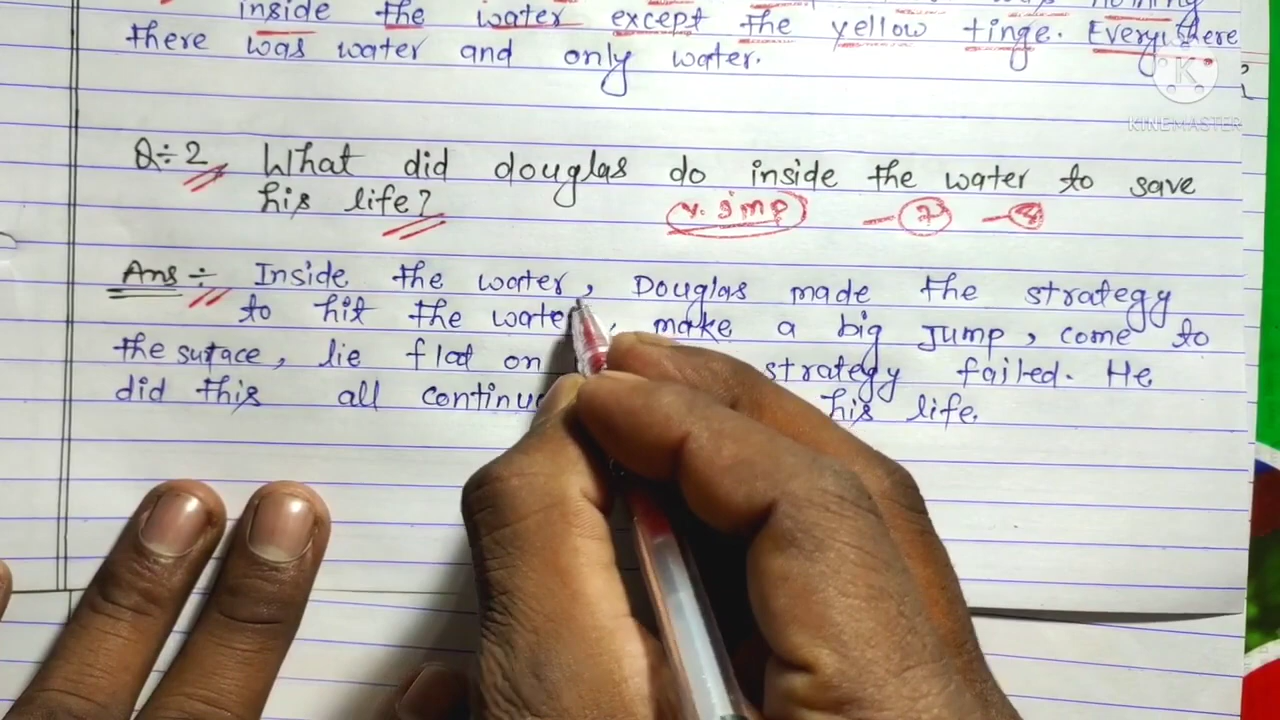 inside the water except the yellow tinge. Everywhere
there was water and only water.
KINEMASTER
Q÷2 What did douglas do inside the water to save
his life?
v. imp
Ans÷ Inside the water, Douglas made the strategy
to hit the water, make a big jump, come to
the surface, lie flat on strategy failed. He
did this all his life.